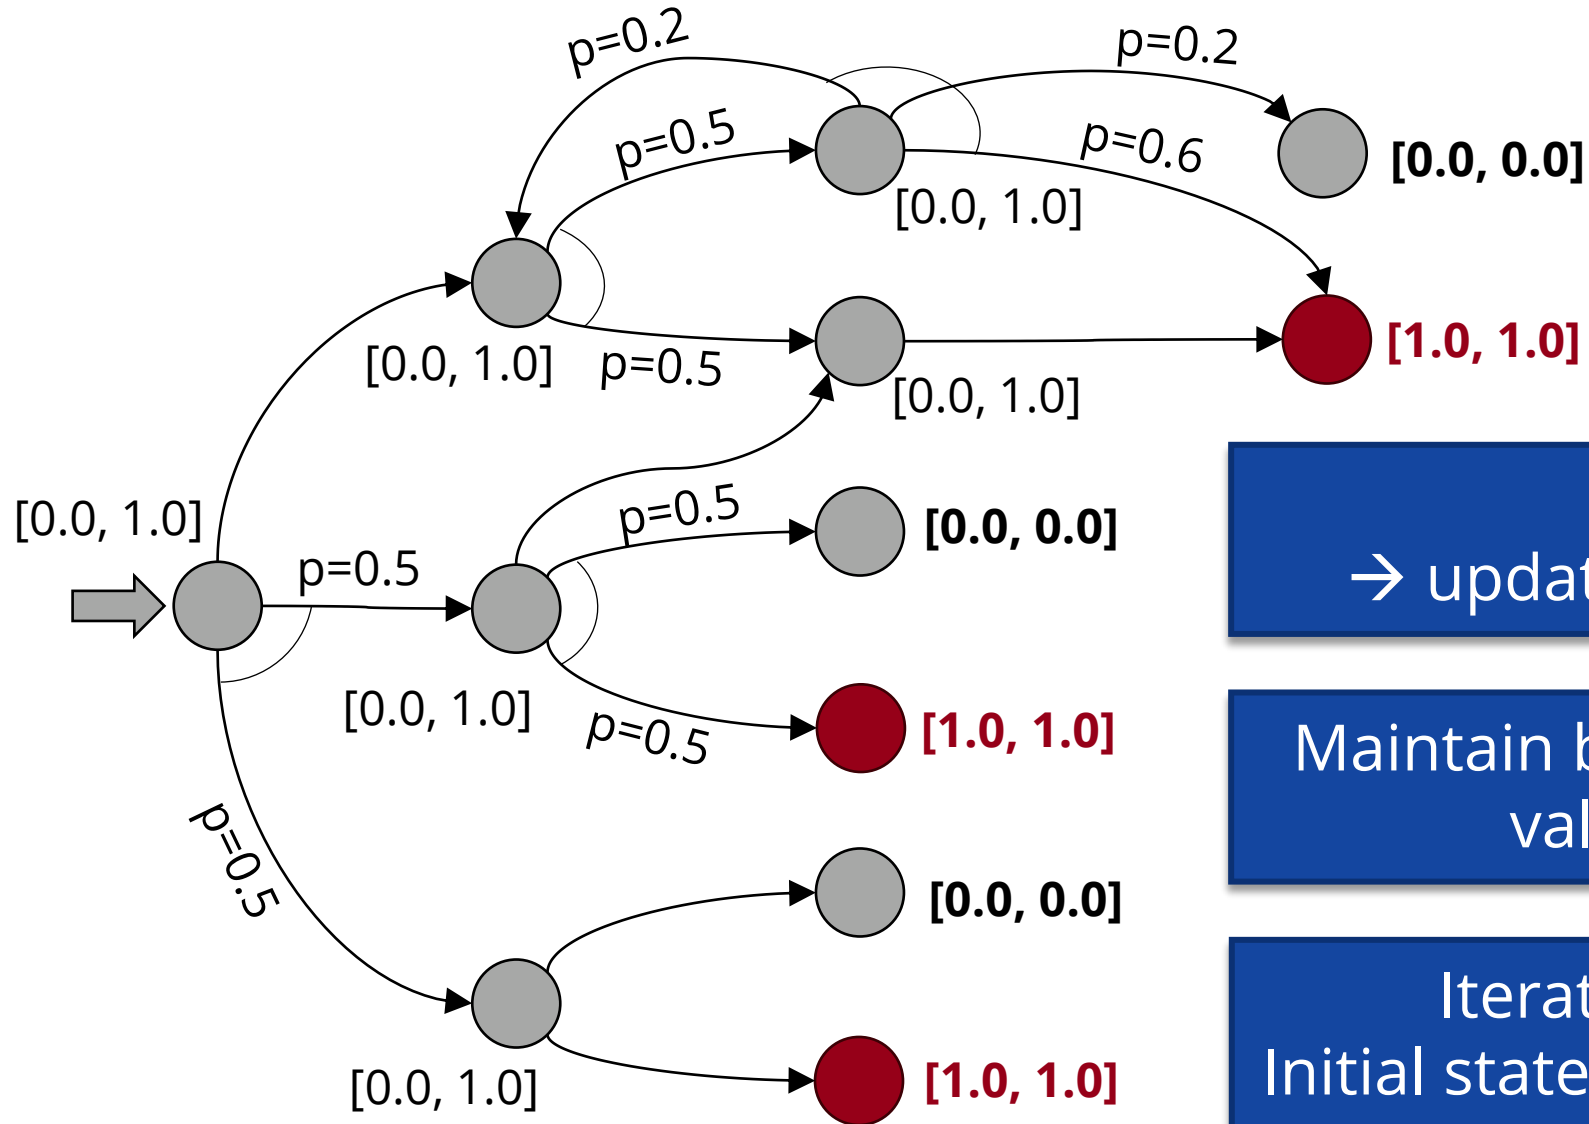 p=0.2
p=0.2
p=0.5
p=0.6
[0.0, 0.0]
[0.0, 1.0]
[0.0, 1.0]
p=0.5
[1.0, 1.0]
[0.0, 1.0]
[0.0, 1.0]
p=0.5
[0.0, 0.0]
p=0.5
→
[0.0, 1.0]
p=0.5
[1.0, 1.0]
Maintain
p=0.5
[0.0, 0.0]
Initial state
[0.0, 1.0]
[1.0, 1.0]